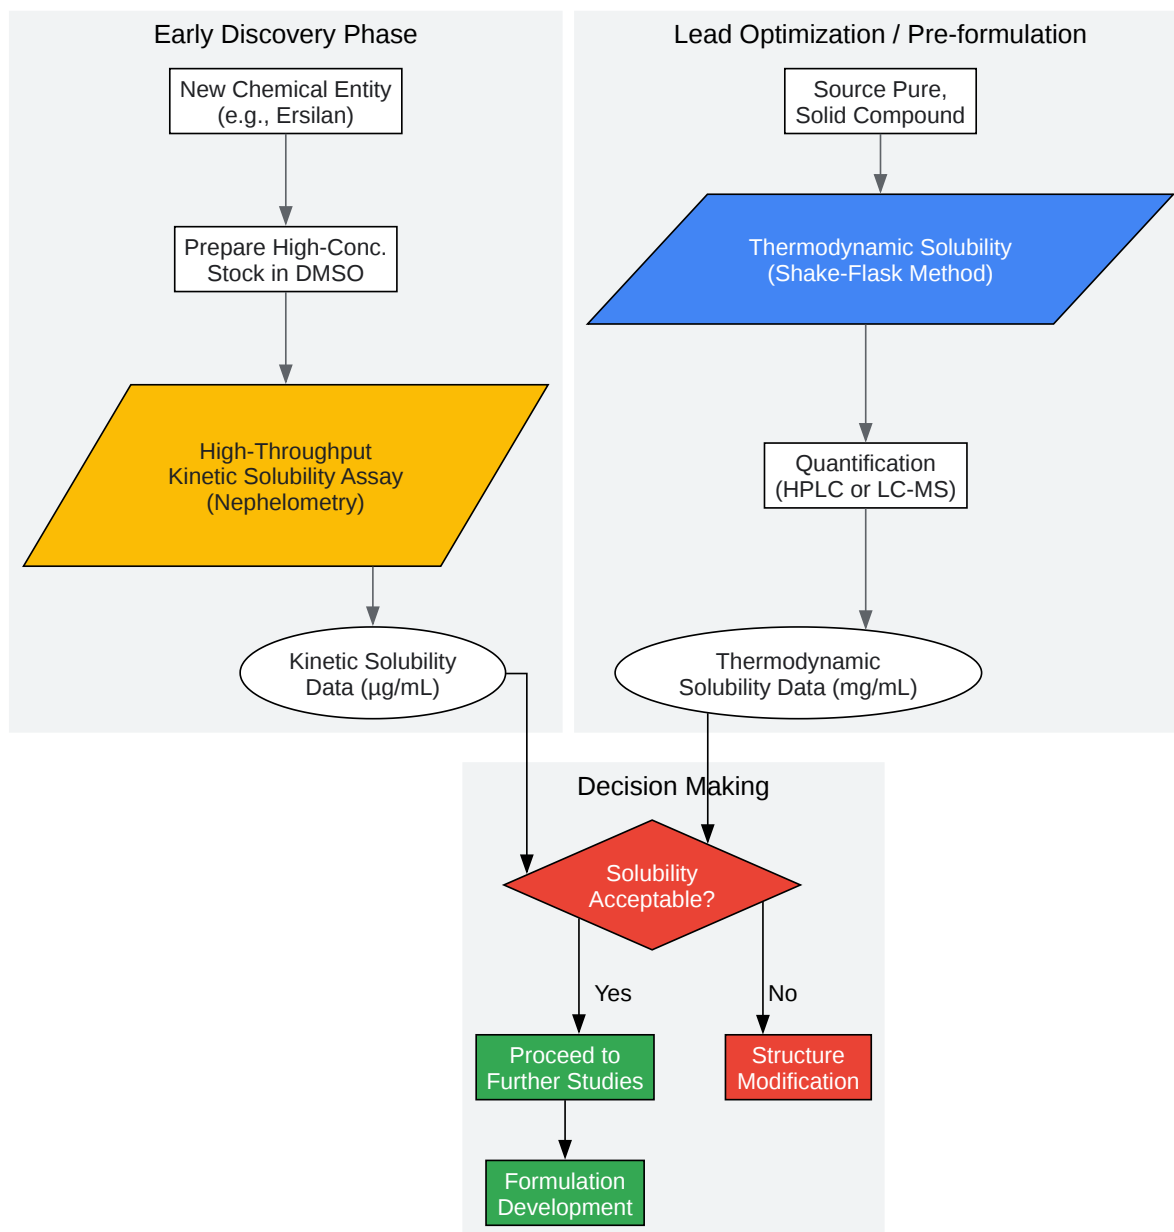 Early Discovery Phase
New Chemical Entity
(e.g., Ersilan)
Prepare High-Conc.
Stock in DMSO
High-Throughput
Kinetic Solubility Assay
(Nephelometry)
Kinetic Solubility
Data (µg/mL)
Lead Optimization / Pre-formulation
Source Pure,
Solid Compound
Thermodynamic Solubility
(Shake-Flask Method)
Quantification
(HPLC or LC-MS)
Thermodynamic
Solubility Data (mg/mL)
Decision Making
Solubility
Acceptable?
Yes
No
Proceed to
Further Studies
Structure
Modification
Formulation
Development